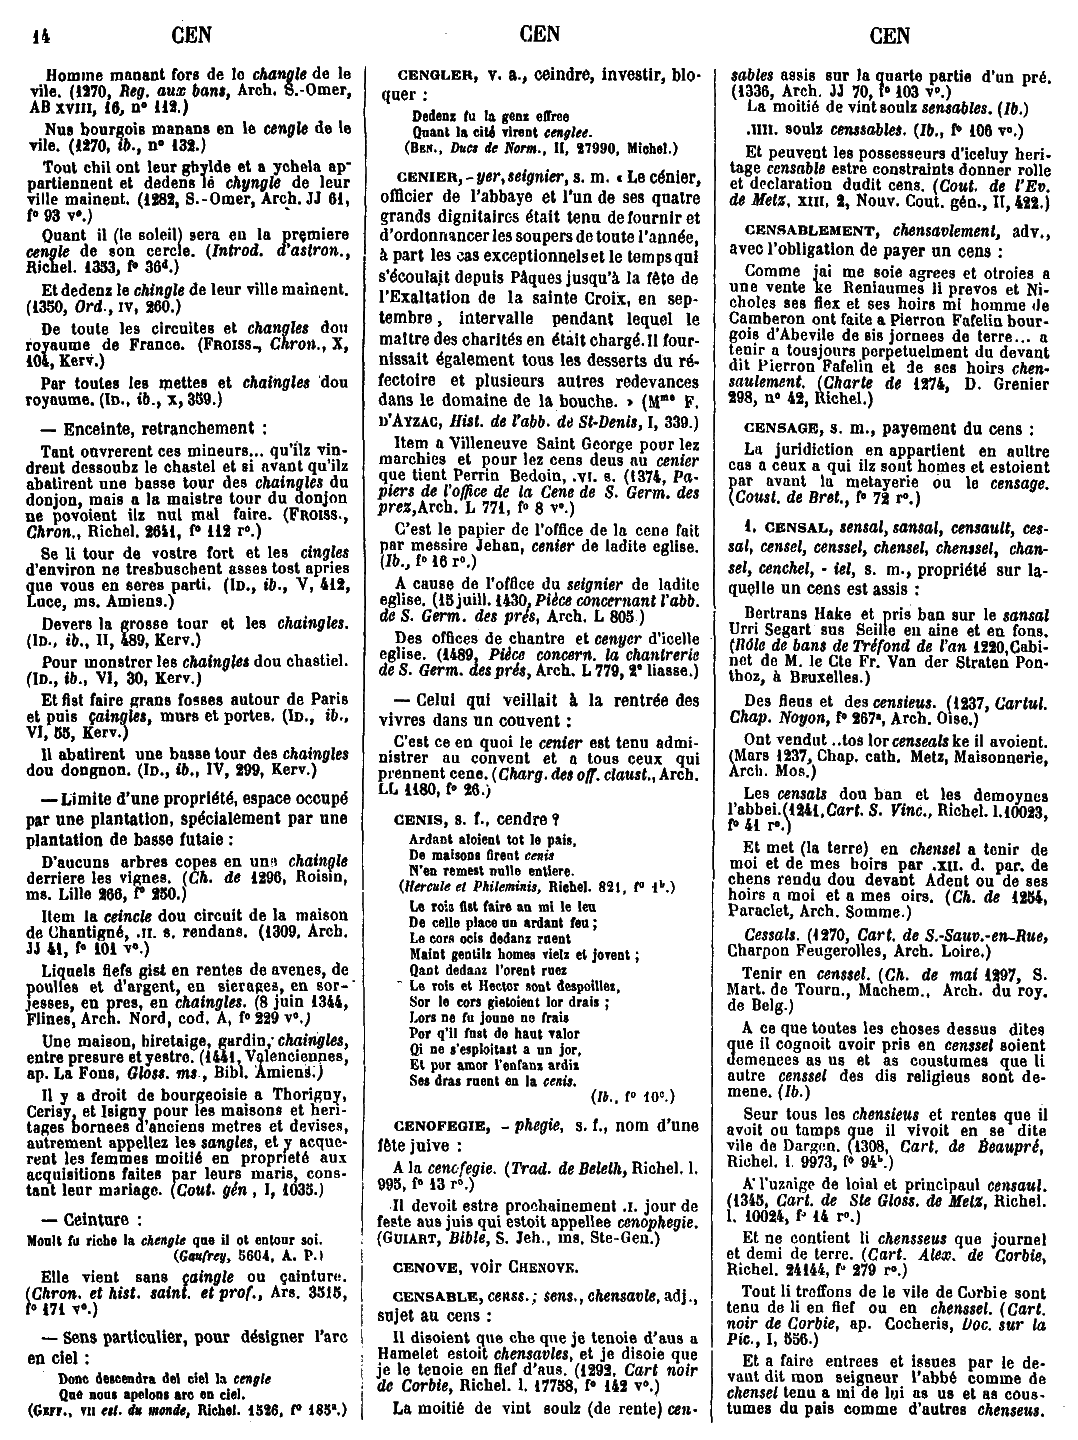 14 CEN CEN CEN
Homme manant fors de le changle de le
vile. (1270, Reg. aux bans, Arch. S.-Omer,
AB XVIII, 16, n° 112.)
Nus bourgois manans en le cengle de le
vile. (1270, ib., n° 132.)
Tout chil ont leur ghylde et a ychela ap-
partiennent et dedens lé chyngle de leur
ville mainent. (1282, S.-Omer, Arch. JJ 61,
f° 93 v°.)
Quant il (le soleil) sera en la premiere
cengle de son cercle. (Introd. d'astron.,
Richel. 1353, f° 36d.)
Et dedenz le chingle de leur ville mainent.
(1350, Ord., IV, 260.)
De toute les circuites et changles dou
royaume de France. (FROISS., Chron., X,
104, Kerv.)
Par toutes les mettes et chaingles dou
royaume. (ID., ib., X, 359.)
— Enceinte, retranchement :
Tant ouvrerent ces mineurs... qu'ilz vin-
drent dessoubz le chastel et si avant qu'ilz
abatirent une basse tour des chaingles du
donjon, mais a la maistre tour du donjon
ne povoient ilz nul mal faire. (FROISS.,
Chron., Richel. 2641, f° 112 r°.)
Se li tour de vostre fort et les cingles
d'environ ne tresbuschent asses tost apries
que vous en seres parti. (ID., ib., V, 412,
Luce, ms. Amiens.)
Devers la grosse tour et les chaingles.
(ID., ib., II, 489, Kerv.)
Pour monstrer les chaingles dou chastiel.
(ID., ib., VI, 30, Kerv.)
Et fist faire grans fosses autour de Paris
et puis çaingles, murs et portes. (ID., ib.,
VI, 55, Kerv.)
Il abatirent une basse tour des chaingles
dou dongnon. (ID., ib., IV, 299, Kerv.)
— Limite d'une propriété, espace occupé
par une plantation, spécialement par une
plantation de basse futaie :
D'aucuns arbres copes en une chaingle
derriere les vignes. (Ch. de 1296, Roisin,
ms. Lille 266, f° 250.)
Item la ceincle dou circuit de la maison
de Chantigné, .II. s. rendans. (1309, Arch.
JJ 41, f° 101 v°.)
Liquels fiefs gist en rentes de avenes, de
poulles et d'argent, en sierages, en sor-
jesses, en pres, en chaingles. (8 juin 1344,
Flines, Arch. Nord, cod. A, f° 229 v°.)
Une maison, hiretaige, gardin, chaingles,
entre presure et yestre. (1441, Valenciennes,
ap. La Fons, Gloss. ms., Bibl. Amiens.)
Il y a droit de bourgeoisie a Thorigny,
Cerisy, et Isigny pour les maisons et heri-
tages bornees d'anciens metres et devises,
autrement appellez les sangles, et y acque-
rent les femmes moitié en proprieté aux
acquisitions faites par leurs maris, cons-
tant leur mariage. (Cout. gén, I, 1035.)
— Ceinture :
Moult fu riche la chengle que il ot entour soi.
(Gaufrey, 5604, A. P.)
Elle vient sans çaingle ou çainture.
(Chron. et hist. saint. et prof., Ars. 3515,
f° 171 v°.)
— Sens particulier, pour désigner l'arc
en ciel :
Donc descendra del ciel la cengle
Que nous apelons arc en ciel.
(GEFF., VII est. du monde, Richel. 1526, f° 185a.)
CENGLER, v. a., ceindre, investir, blo-
quer :
Dedenz fu la genz effree
Quant la cité virent cenglee.
(BEN., Ducs de Norm., II, 27990, Michel.)
CENIER, -yer, seignier, s. m. « Le cénier,
officier de l'abbaye et l'un de ses quatre
grands dignitaires était tenu de fournir et
d'ordonnancer les soupers de toute l'année,
à part les cas exceptionnels et le temps qui
s'écoulait depuis Pâques jusqu'à la fête de
l'Exaltation de la sainte Croix, en sep-
tembre, intervalle pendant lequel le
maître des charités en était chargé. Il four-
nissait également tous les desserts du ré-
fectoire et plusieurs autres redevances
dans le domaine de la bouche. » (Mme F.
D'AYZAC, Hist. de l'abb. de St-Denis, I, 339.)
Item a Villeneuve Saint George pour lez
marchies et pour lez cens deus au cenier
que tient Perrin Bedoin, .VI. s. (1374, Pa-
piers de l'office de la Cene de S. Germ. des
prez, Arch. L 771, f° 8 v°.)
C'est le papier de l'office de la cene fait
par messire Jehan, cenier de ladite eglise.
(Ib., f° 16 r°.)
A cause de l'office du seignier de ladite
eglise. (15 juill. 1430, Pièce concernant l'abb.
de S. Germ. des prés, Arch. L 805.)
Des offices de chantre et cenyer d'icelle
eglise. (1489, Pièce concern. la chantrerie
de S. Germ. des prés, Arch. L 779, 2e liasse.)
— Celui qui veillait à la rentrée des
vivres dans un couvent :
C'est ce en quoi le cenier est tenu admi-
nistrer au convent et a tous ceux qui
prennent cene. (Charg. des off. claust., Arch.
LL 1180, f° 26.)
CENIS, s. f., cendre ?
Ardant aloient tot le pais,
De maisons firent cenis
N'en remest nulle entiere.
(Hercule et Phileminis, Richel. 821, f° 1b.)
Le rois fist faire an mi le leu
De celle place un ardant feu ;
Le cors ocis dedanz ruent
Maint gentils homes vielz et jovent ;
Qant dedanz l'orent ruez
Le rois et Hector sont despoillez,
Sor le cors gietoient lor drais ;
Lors ne fu joune ne frais
Por q'il fust de haut valor
Qi ne s'esploitast a un jor,
Et pur amor l'enfanz ardis
Ses dras ruent en la cenis.
(Ib., f° 10c.)
CENOFEGIE, - phegie, s. f., nom d'une
fête juive :
A la cenofegie. (Trad. de Beleth, Richel. l.
995, f° 13 r°.)
Il devoit estre prochainement .I. jour de
feste aus juis qui estoit appellee cenophegie.
(GUIART, Bible, S. Jeh., ms. Ste-Gen.)
CENOVE, voir CHENOVE.
CENSABLE, censs.; sens., chensavle, adj.,
sujet au cens :
Il disoient que che que je tenoie d'aus a
Hamelet estoit chensavles, et je disoie que
je le tenoie en fief d'aus. (1292, Cart noir
de Corbie, Richel. l. 17758, f° 142 v°.)
La moitié de vint soulz (de rente) cen-
sables assis sur la quarte partie d'un pré.
(1336, Arch. JJ 70, f° 103 v°.)
La moitié de vint soulz sensables. (Ib.)
.IIII. soulz censsables. (Ib., f° 106 v°.)
Et peuvent les possesseurs d'iceluy heri-
tage censable estre constraints donner rolle
et declaration dudit cens. (Cout. de l'Ev.
de Metz, XIII, 2, Nouv. Cout. gén., II, 422.)
CENSABLEMENT, chensavlement, adv.,
avec l'obligation de payer un cens :
Comme jai me soie agrees et otroies a
une vente ke Reniaumes li prevos et Ni-
choles ses fiex et ses hoirs mi homme de
Camberon ont faite a Pierron Fafelin bour-
gois d'Abevile de sis jornees de terre... a
tenir a tousjours perpetuelment du devant
dit Pierron Fafelin et de ses hoirs chen-
saulement. (Charte de 1274, D. Grenier
298, n° 42, Richel.)
CENSAGE, s. m., payement du cens :
La juridiction en appartient en aultre
cas a ceux a qui ilz sont homes et estoient
par avant la metayerie ou le censage.
(Coust. de Bret., f° 72 r°.)
1. CENSAL, sensal, sansal, censault, ces-
sal, censel, censsel, chensel, chenssel, chan-
sel, cenchel, - iel, s. m., propriété sur la-
quelle un cens est assis :
Bertrans Hake et pris ban sur le sansal
Urri Segart sus Seille en aine et en fons.
(Rôle de bans de Tréfond de l'an 1220, Cabi-
net de M. le Cte Fr. Van der Straten Pon-
thoz, à Bruxelles.)
Des fleus et des censieus. (1237, Cartul.
Chap. Noyon, f° 267a, Arch. Oise.)
Ont vendut ..tos lor censeals ke il avoient.
(Mars 1237, Chap. cath. Metz, Maisonnerie,
Arch. Mos.)
Les censals dou ban et les demoynes
l'abbei. (1241, Cart. S. Vinc., Richel. l. 10023,
f° 41 r°.)
Et met (la terre) en chensel a tenir de
moi et de mes hoirs par .XII. d. par. de
chens rendu dou devant Adent ou de ses
hoirs a moi et a mes oirs. (Ch. de 1254,
Paraclet, Arch. Somme.)
Cessals. (1270, Cart. de S.-Sauv.-en-Rue,
Charpon Feugerolles, Arch. Loire.)
Tenir en censsel. (Ch. de mai 1297, S.
Mart. de Tourn., Machem., Arch. du roy.
de Belg.)
A ce que toutes les choses dessus dites
que il cognoit avoir pris en censsel soient
demences as us et as coustumes que li
autre censsel des dis religieus sont de-
mene. (Ib.)
Seur tous les chensieus et rentes que il
avoit ou tamps que il vivoit en se dite
vile de Dargen. (1308, Cart. de Beaupré,
Richel. l. 9973, f° 94b.)
A l'uzaige de loial et principaul censaul.
(1345, Cart. de Ste Gloss. de Metz, Richel.
l. 10024, f° 14 r°.)
Et ne contient li chensseus que journel
et demi de terre. (Cart. Alex. de Corbie,
Richel. 24144, f° 279 r°.)
Tout li treffons de le vile de Corbie sont
tenu de li en fief ou en chenssel. (Cart.
noir de Corbie, ap. Cocheris, Doc. sur la
Pic., I, 556.)
Et a faire entrees et issues par le de-
vant dit mon seigneur l'abbé comme de
chensel tenu a mi de lui as us et as cous-
tumes du pais comme d'autres chenseus.